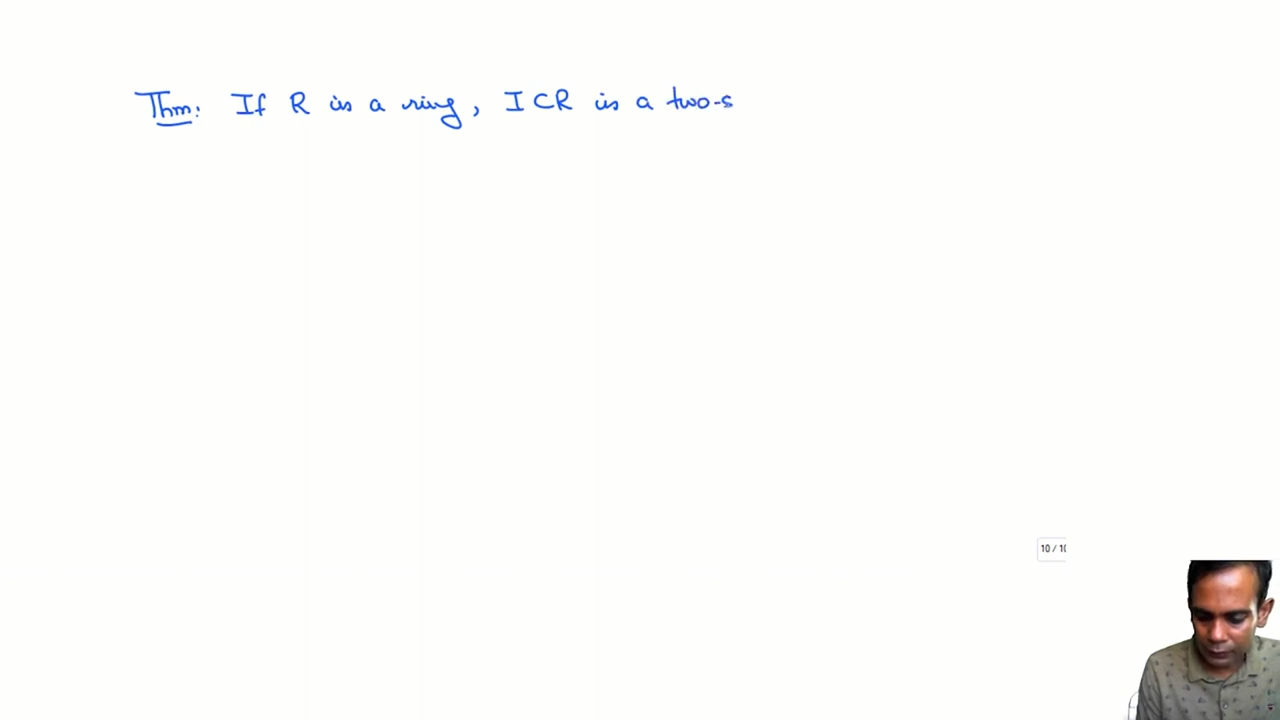 Thm: If R is a ring, I ⊂ R is a two-s
10 / 10